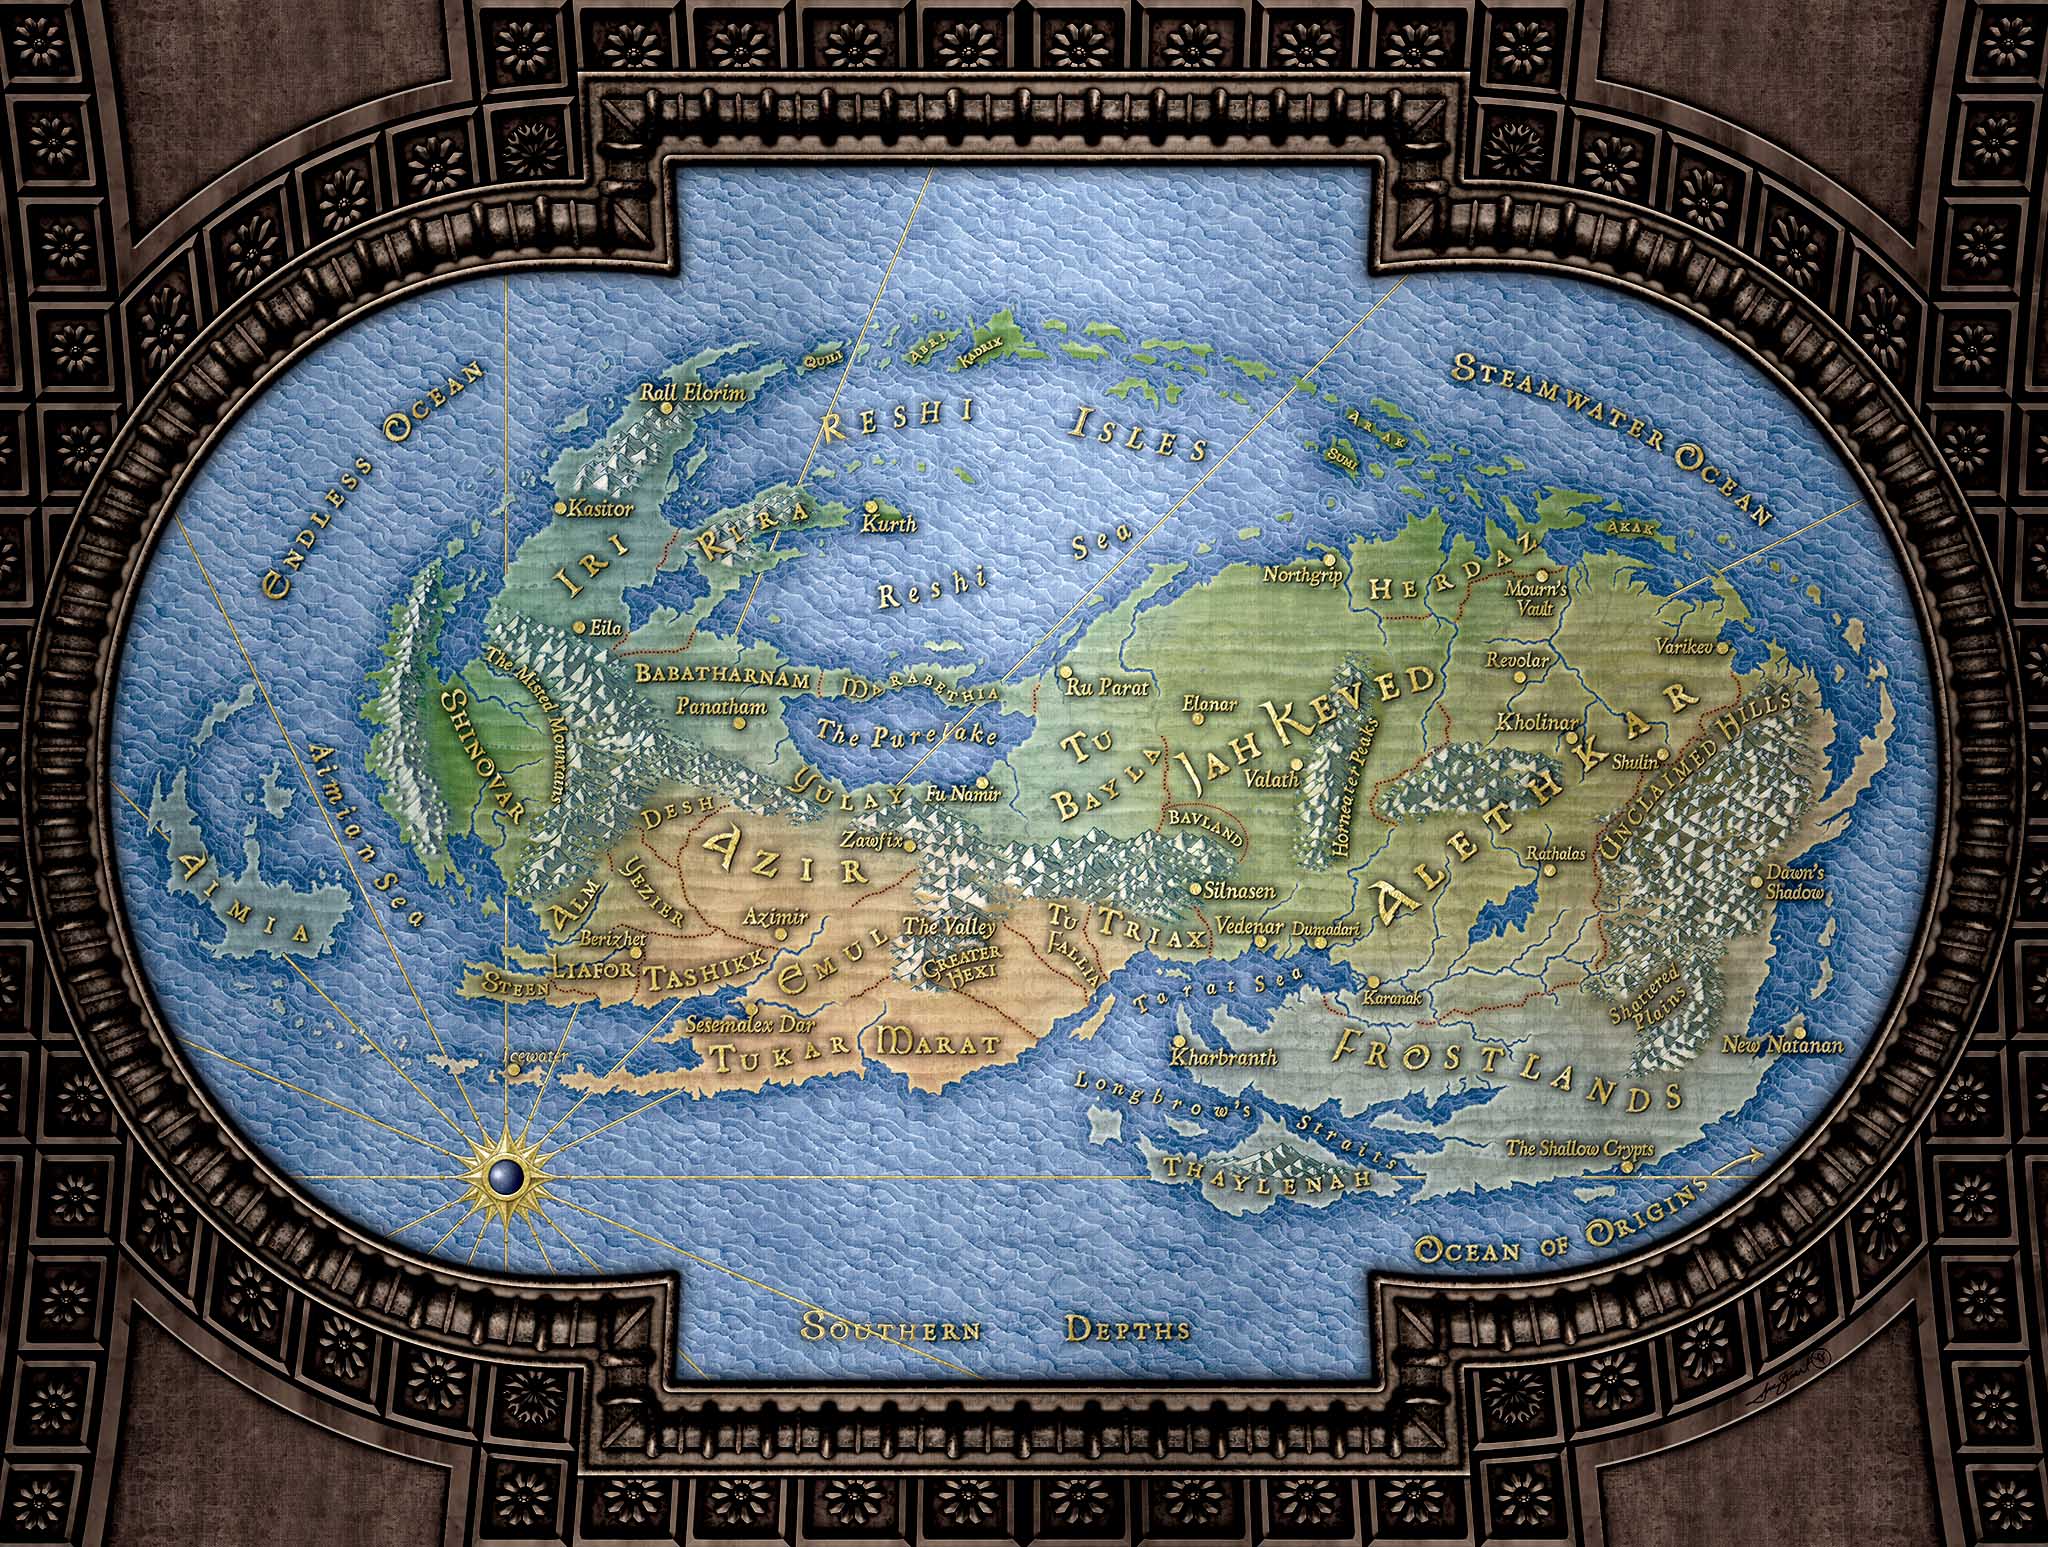 Endless Ocean
Steamwater Ocean
Quili
Abri
Kadrix
Rall Elorim
Reshi Isles
Arak
Sumi
Akak
Kasitor
Rira
Kurth
Iri
Reshi Sea
Northgrip
Herdaz
Mourn's
Vault
Eila
Varikev
The Misted Mountains
Babatharnam
Marabethia
Ru Parat
Revolar
Shinovar
Panatham
The Purelake
Elanar
Jah Keved
Kholinar
Tu
Bayla
Valath
Horneater Peaks
Shulin
Unclaimed Hills
Aimian Sea
Yulay
Fu Namir
Desh
Azir
Zawfix
Bavland
Alethkar
Rathalas
Aimia
Yezier
Alm
Silnasen
Dawn's
Shadow
Azimir
Emul
The Valley
Greater
Hexi
Tu
Fallia
Triax
Vedenar
Dumadari
Berizhet
Liafor
Tashikk
Steen
Tarat Sea
Karanak
Shattered
Plains
Sesemalex Dar
Tukar
Marat
Kharbranth
Frostlands
New Natanan
Icewater
Longbrow's Straits
Thaylenah
The Shallow Crypts
Ocean of Origins
Southern Depths